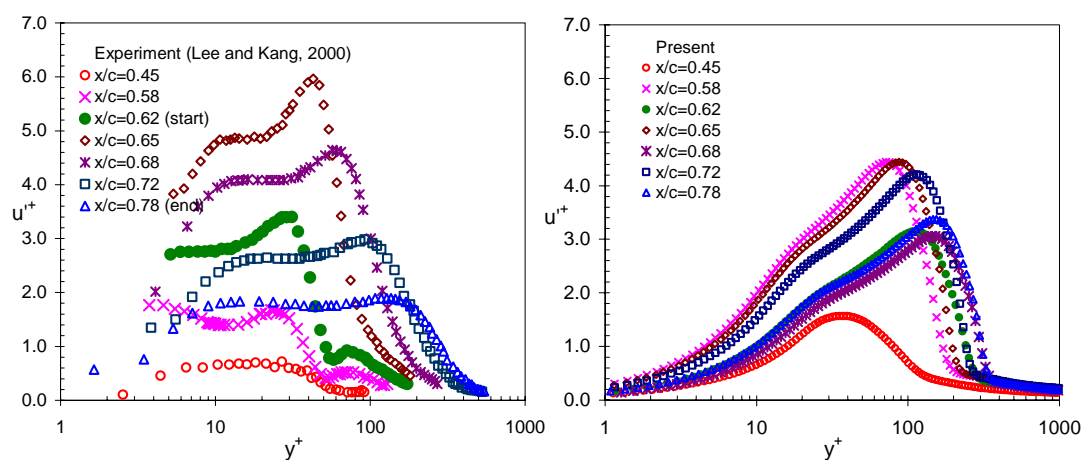 7.0
6.0
5.0
4.0
3.0
2.0
1.0
0.0
u'+
Experiment (Lee and Kang, 2000)
x/c=0.45
x/c=0.58
x/c=0.62 (start)
x/c=0.65
x/c=0.68
x/c=0.72
x/c=0.78 (end)
1 10 100 1000
y+
7.0
6.0
5.0
4.0
3.0
2.0
1.0
0.0
u'+
Present
x/c=0.45
x/c=0.58
x/c=0.62
x/c=0.65
x/c=0.68
x/c=0.72
x/c=0.78
1 10 100 1000
y+